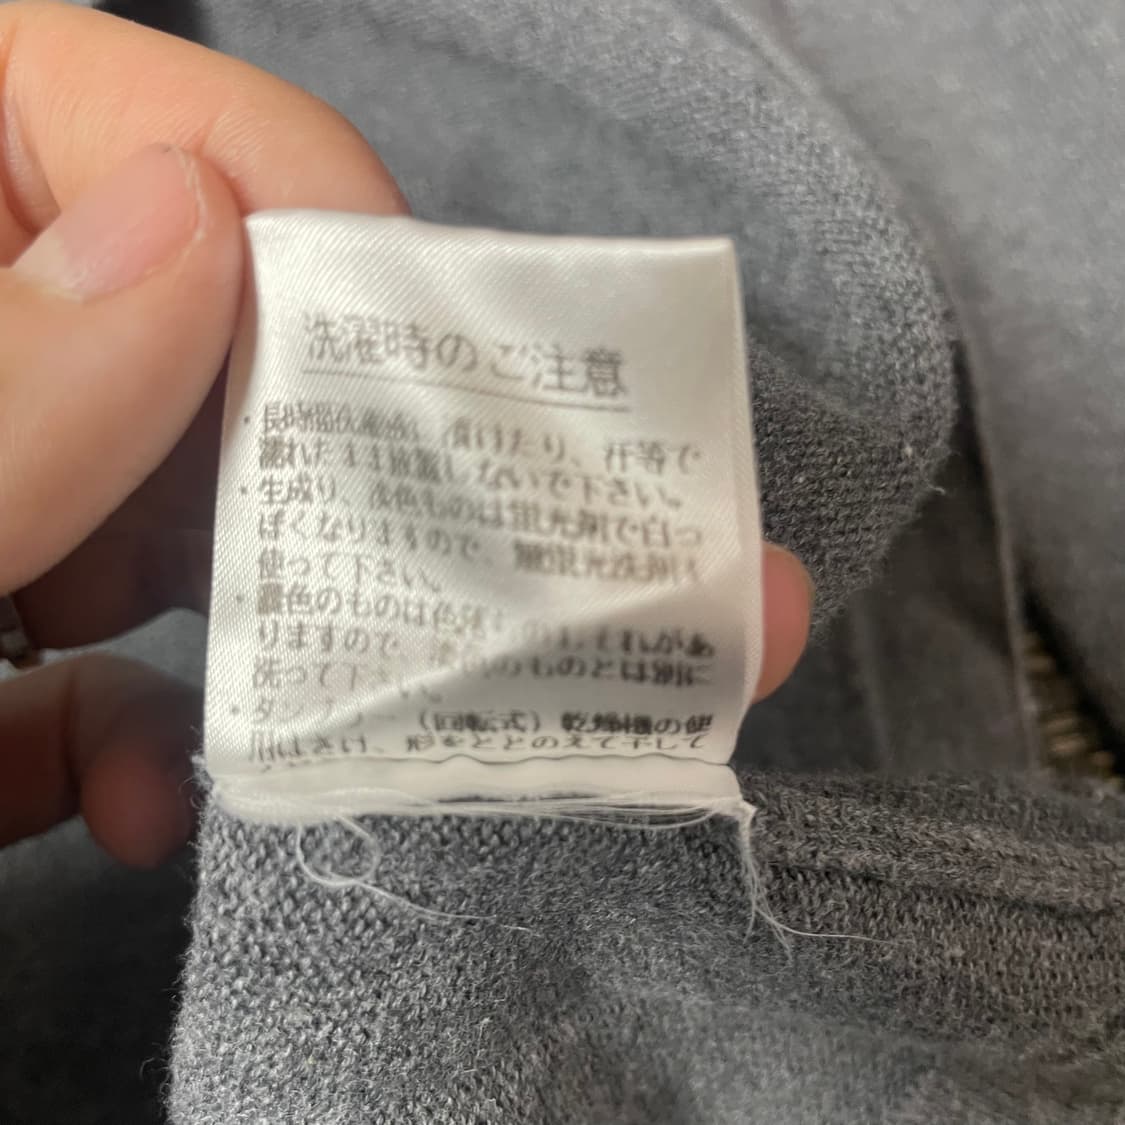 洗濯時のご注意
・長時間洗濯液に漬けたり、汗等で
濡れたまま放置しないで下さい。
・生成り、淡色ものは蛍光剤で白っ
ぽくなりますので、無蛍光洗剤を
使って下さい。
・濃色のものは色落ちのおそれがあ
りますので、のものとは別に
洗って下さい。
・タンブラー（回転式）乾燥機の使
用はさけ、形をととのえて干して